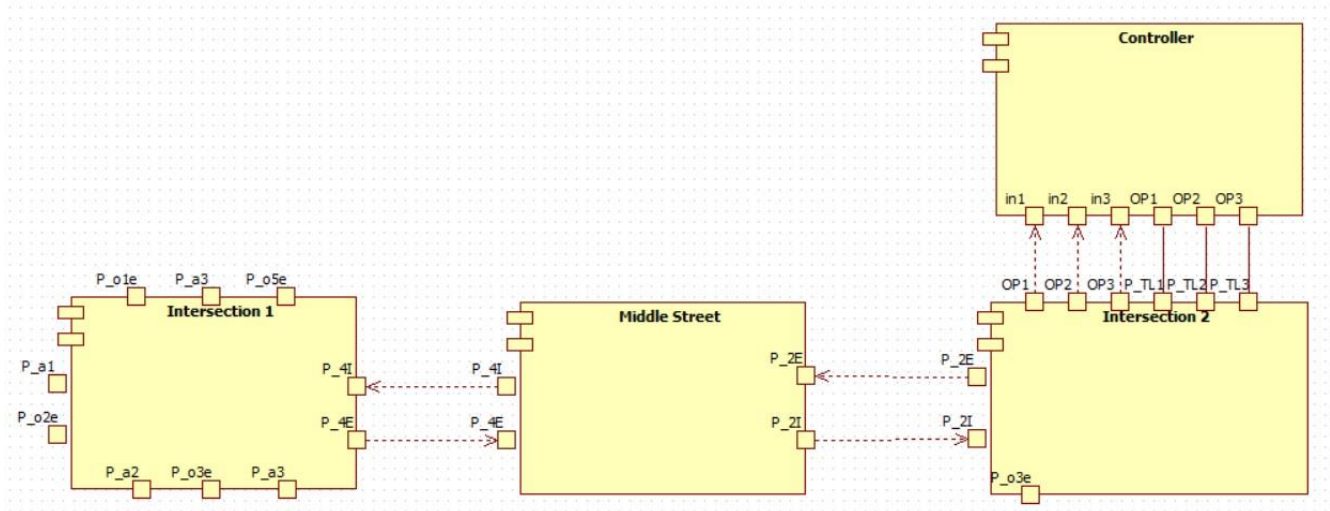 Controller
in1 in2 in3 OP1 OP2 OP3
OP1 OP2 OP3 P_TL1 P_TL2 P_TL3
P_o1e P_a3 P_o5e
Intersection 1
Middle Street
Intersection 2
P_a1 P_4I P_4I P_2E P_2E
P_o2e P_4E P_4E P_2I P_2I
P_a2 P_o3e P_a3
P_o3e